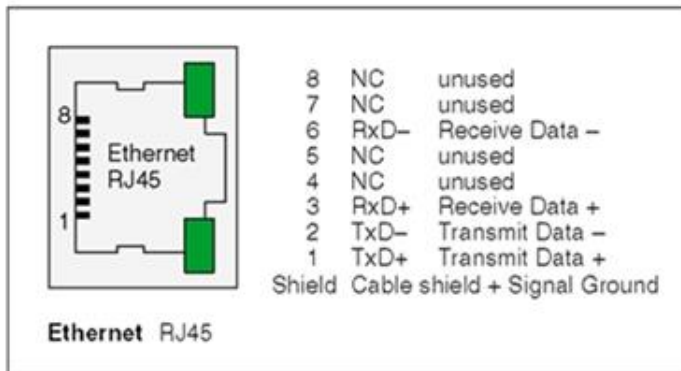 8 NC unused
7 NC unused
6 RxD– Receive Data –
5 NC unused
4 NC unused
3 RxD+ Receive Data +
2 TxD– Transmit Data –
1 TxD+ Transmit Data +
Shield Cable shield + Signal Ground
8
Ethernet
RJ45
1
Ethernet RJ45